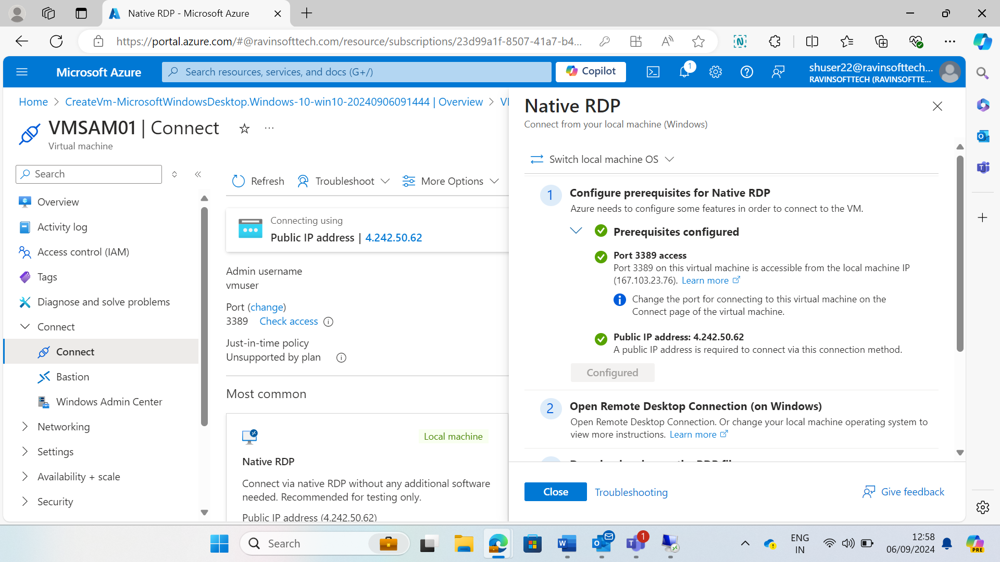 Native RDP - Microsoft Azure
https://portal.azure.com/#@ravinsofttech.com/resource/subscriptions/23d99a1f-8507-41a7-b4...
Microsoft Azure
Search resources, services, and docs (G+/)
Copilot
1
shuser22@ravinsofttech...
RAVINSOFTTECH (RAVINSOFTTE...
Home > CreateVm-MicrosoftWindowsDesktop.Windows-10-win10-20240906091444 | Overview >
VMSAM01 | Connect
Virtual machine
Search
Overview
Activity log
Access control (IAM)
Tags
Diagnose and solve problems
Connect
Connect
Bastion
Windows Admin Center
Networking
Settings
Availability + scale
Security
Refresh
Troubleshoot
More Options
Connecting using
Public IP address | 4.242.50.62
Admin username
vmuser
Port (change)
3389 Check access
Just-in-time policy
Unsupported by plan
Most common
Local machine
Native RDP
Connect via native RDP without any additional software
needed. Recommended for testing only.
Public IP address (4.242.50.62)
Native RDP
Connect from your local machine (Windows)
Switch local machine OS
1
Configure prerequisites for Native RDP
Azure needs to configure some features in order to connect to the VM.
Prerequisites configured
Port 3389 access
Port 3389 on this virtual machine is accessible from the local machine IP
(167.103.23.76). Learn more
Change the port for connecting to this virtual machine on the
Connect page of the virtual machine.
Public IP address: 4.242.50.62
A public IP address is required to connect via this connection method.
Configured
2
Open Remote Desktop Connection (on Windows)
Open Remote Desktop Connection. Or change your local machine operating system to
view more instructions. Learn more
Close
Troubleshooting
Give feedback
Search
1
ENG
IN
12:58
06/09/2024
PRE